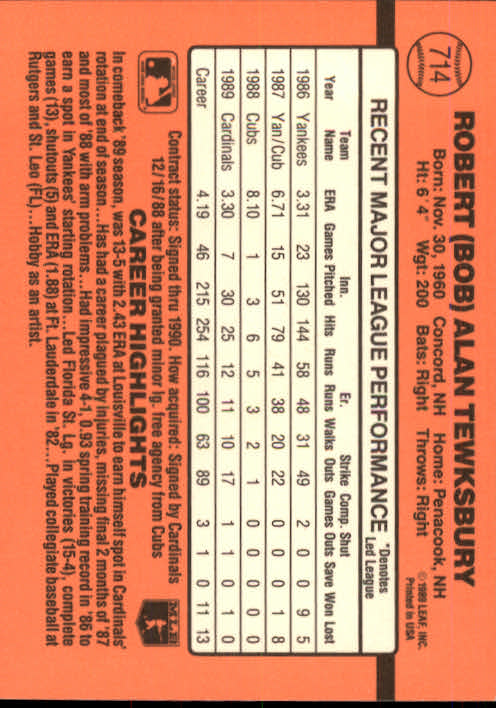 714
ROBERT (BOB) ALAN TEWKSBURY
Born: Nov. 30, 1960 Concord, NH Home: Penacook, NH
Ht: 6' 4" Wgt: 200 Bats: Right Throws: Right
© 1989 LEAF, INC.
Printed in USA
RECENT MAJOR LEAGUE PERFORMANCE
*Denotes
Led League
Team Inn. Er. Strike Comp. Shut
Year Name ERA Games Pitched Hits Runs Runs Walks Outs Games Outs Save Won Lost
1986 Yankees 3.31 23 130 144 58 48 31 49 2 0 0 9 5
1987 Yan/Cub 6.71 15 51 79 41 38 20 22 0 0 0 1 8
1988 Cubs 8.10 1 3 6 5 3 2 1 0 0 0 0 0
1989 Cardinals 3.30 7 30 25 12 11 10 17 1 1 0 1 0
Career 4.19 46 215 254 116 100 63 89 3 1 0 11 13
Contract status: Signed thru 1990. How acquired: Signed by Cardinals
12/16/88 after being granted minor lg. free agency from Cubs
MLB
CAREER HIGHLIGHTS
In comeback '89 season, was 13-5 with 2.43 ERA at Louisville to earn himself spot in Cardinals'
rotation at end of season...Has had a career plagued by injuries, missing final 2 months of '87
and most of '88 with arm problems...Had impressive 4-1, 0.93 spring training record in '86 to
earn a spot in Yankees' starting rotation...Led Florida St. Lg. in victories (15-4), complete
games (13), shutouts (5) and ERA (1.88) at Ft. Lauderdale in '82....Played collegiate baseball at
Rutgers and St. Leo (FL)...Hobby as an artist.